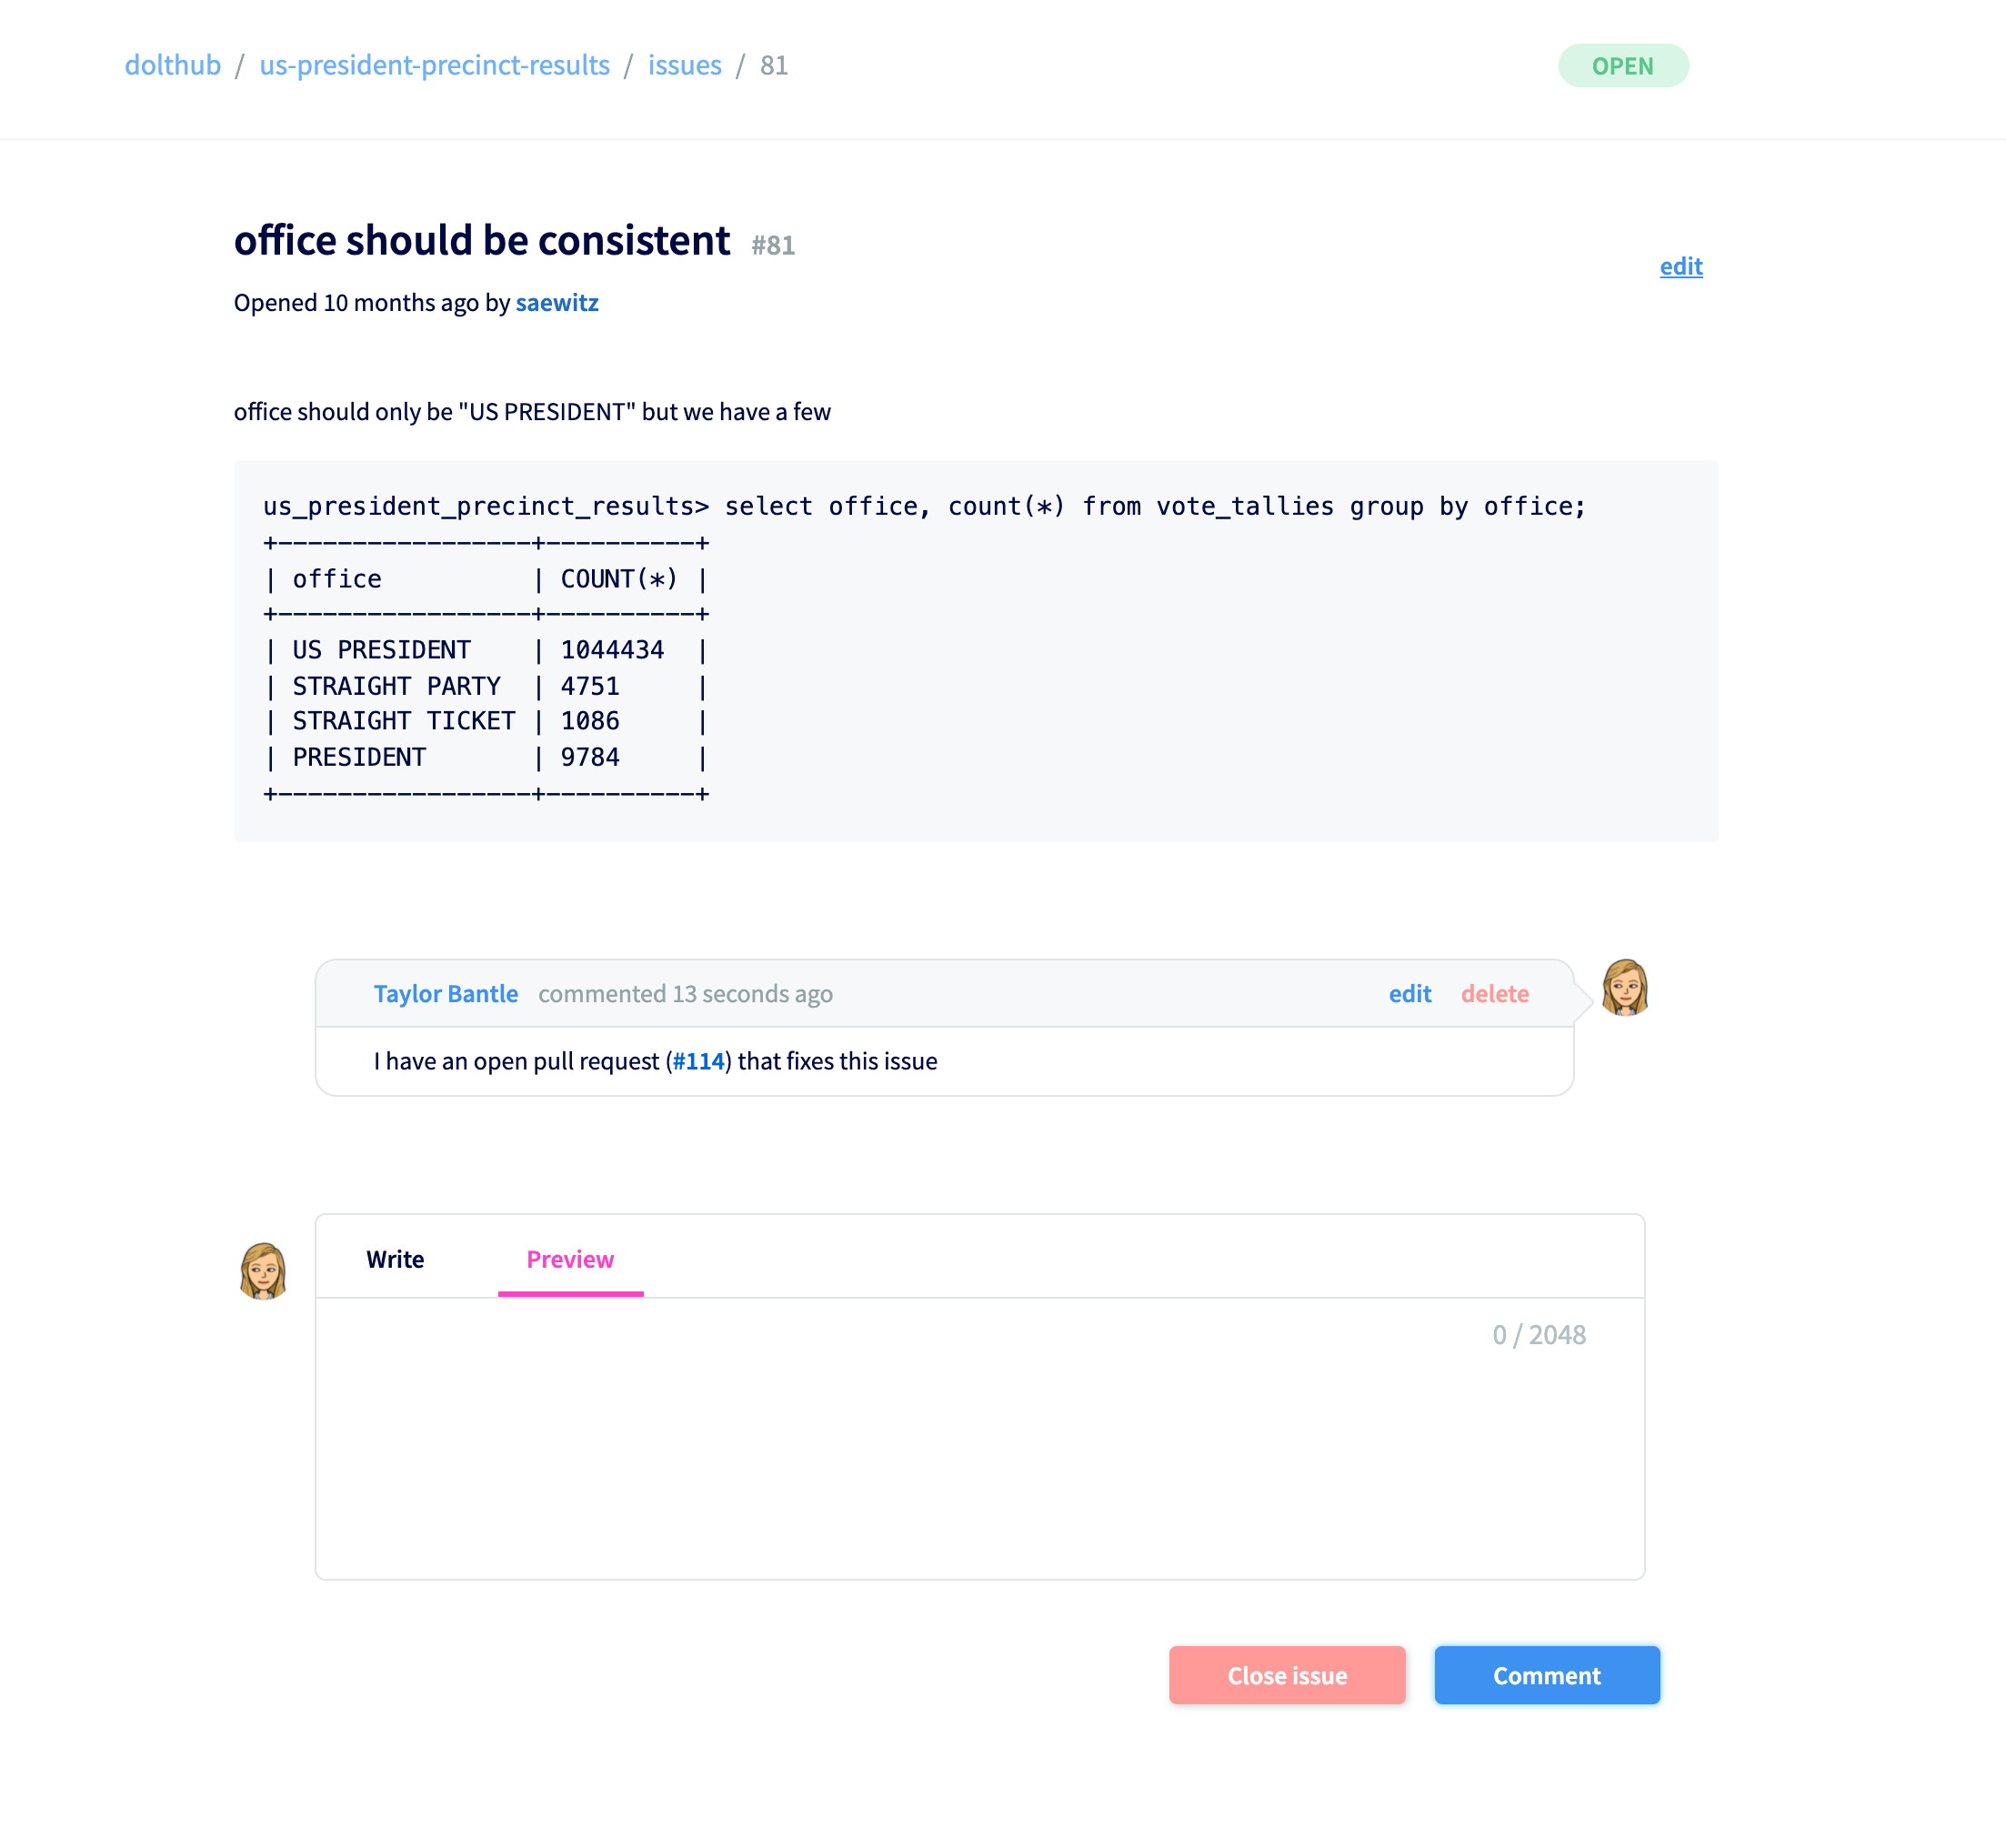 dolthub / us-president-precinct-results / issues / 81
OPEN
office should be consistent #81
edit
Opened 10 months ago by saewitz
office should only be "US PRESIDENT" but we have a few
us_president_precinct_results> select office, count(*) from vote_tallies group by office;
+-----------------+-----------+
| office          | COUNT(*) |
+-----------------+-----------+
| US PRESIDENT    | 1044434  |
| STRAIGHT PARTY  | 4751     |
| STRAIGHT TICKET | 1086     |
| PRESIDENT       | 9784     |
+-----------------+-----------+
Taylor Bantle commented 13 seconds ago
edit delete
I have an open pull request (#114) that fixes this issue
Write Preview
0 / 2048
Close issue Comment